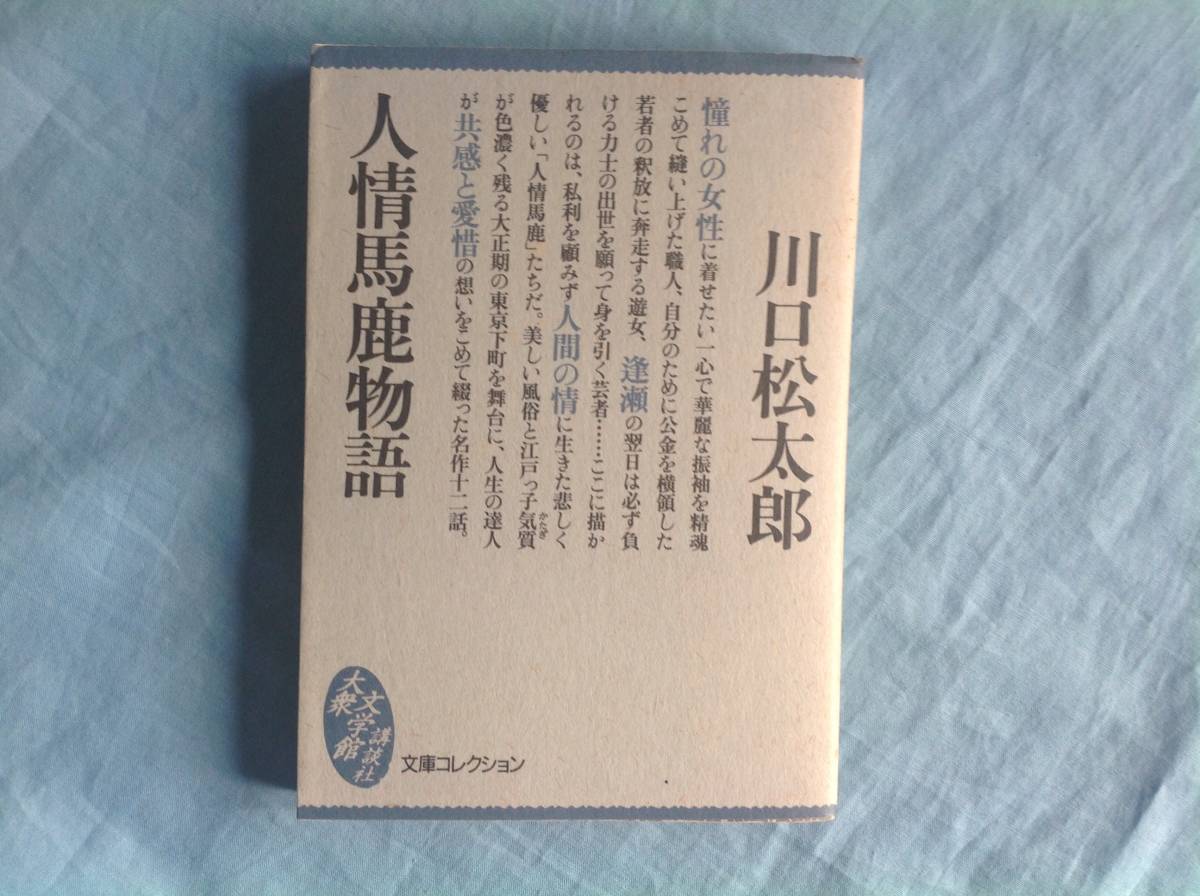 川口松太郎
憧れの女性に着せたい一心で華麗な振袖を精魂
こめて縫い上げた職人、自分のために公金を横領した
若者の釈放に奔走する遊女、逢瀬の翌日は必ず負
ける力士の出世を願って身を引く芸者……ここに描か
れるのは、私利を顧みず人間の情に生きた悲しく
優しい「人情馬鹿」たちだ。美しい風俗と江戸っ子気質
かたぎ
が色濃く残る大正期の東京下町を舞台に、人生の達人
が共感と愛惜の想いをこめて綴った名作十二話。
人情馬鹿物語
大衆
文学館
講談社
文庫コレクション